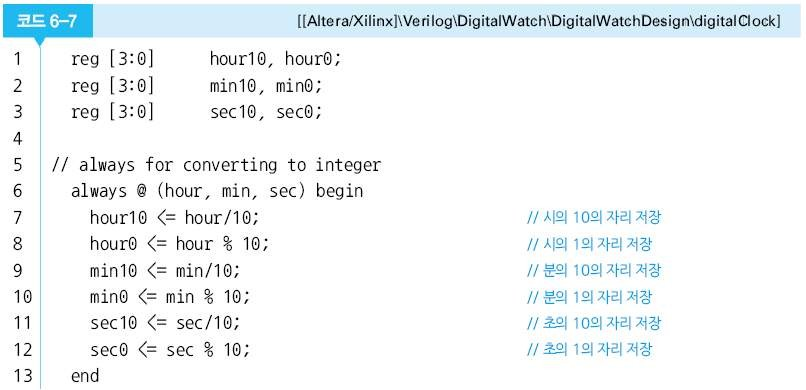 코드 6-7 [[Altera/Xilinx]\Verilog\DigitalWatch\DigitalWatchDesign\digitalClock]
1 reg [3:0] hour10, hour0;
2 reg [3:0] min10, min0;
3 reg [3:0] sec10, sec0;
4
5 // always for converting to integer
6 always @ (hour, min, sec) begin
7 hour10 <= hour/10; // 시의 10의 자리 저장
8 hour0 <= hour % 10; // 시의 1의 자리 저장
9 min10 <= min/10; // 분의 10의 자리 저장
10 min0 <= min % 10; // 분의 1의 자리 저장
11 sec10 <= sec/10; // 초의 10의 자리 저장
12 sec0 <= sec % 10; // 초의 1의 자리 저장
13 end